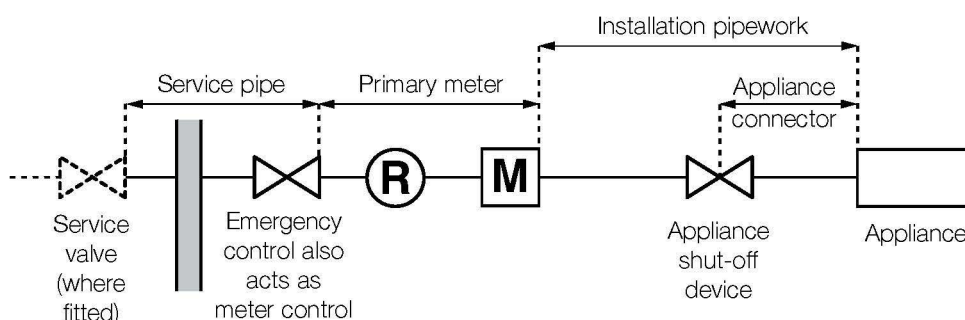 Installation pipework
Service pipe
Primary meter
Appliance
connector
R
M
Service
valve
(where
fitted)
Emergency
control also
acts as
meter control
Appliance
shut-off
device
Appliance